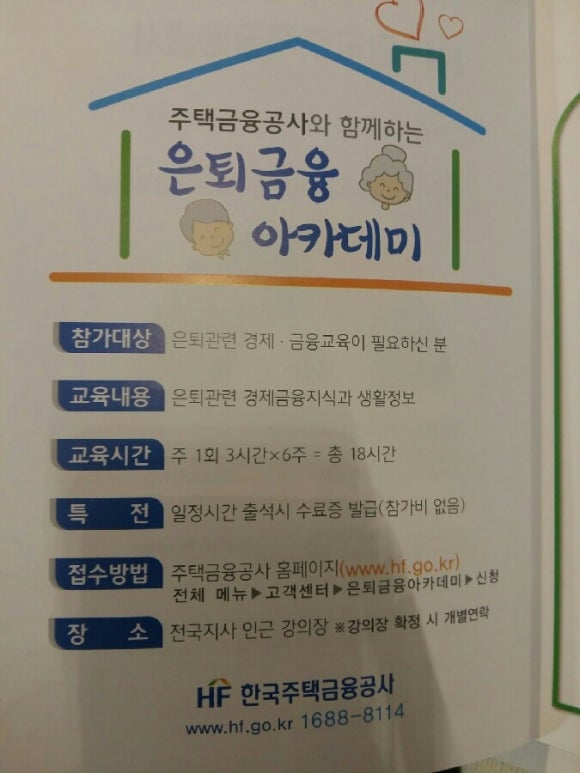 주택금융공사와 함께하는
은퇴금융
아카데미
참가대상 은퇴관련 경제 · 금융교육이 필요하신 분
교육내용 은퇴관련 경제금융지식과 생활정보
교육시간 주 1회 3시간×6주 = 총 18시간
특 전 일정시간 출석시 수료증 발급(참가비 없음)
접수방법 주택금융공사 홈페이지(www.hf.go.kr)
전체 메뉴▶고객센터▶은퇴금융아카데미▶신청
장 소 전국지사 인근 강의장 ※강의장 확정 시 개별연락
HF 한국주택금융공사
www.hf.go.kr 1688-8114